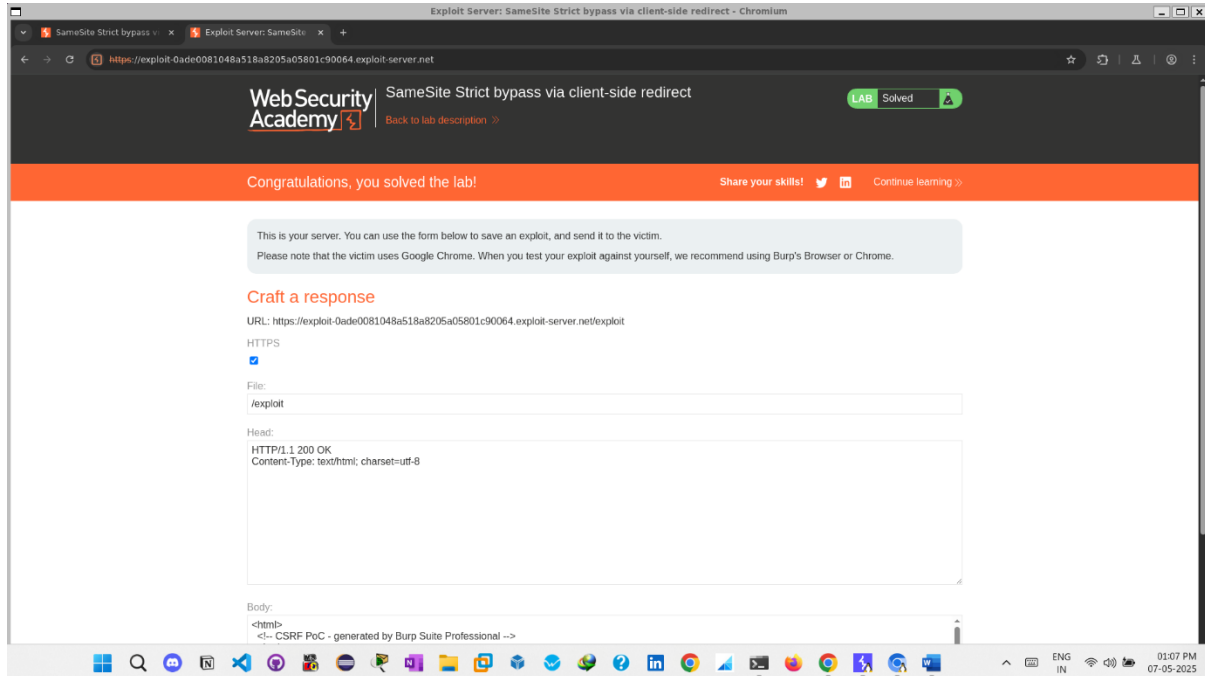 Exploit Server: SameSite Strict bypass via client-side redirect - Chromium
SameSite Strict bypass v
Exploit Server: SameSite
https://exploit-0ade0081048a518a8205a05801c90064.exploit-server.net
WebSecurity
Academy
SameSite Strict bypass via client-side redirect
Back to lab description
LAB Solved
Congratulations, you solved the lab!
Share your skills!
Continue learning
This is your server. You can use the form below to save an exploit, and send it to the victim.
Please note that the victim uses Google Chrome. When you test your exploit against yourself, we recommend using Burp's Browser or Chrome.
Craft a response
URL: https://exploit-0ade0081048a518a8205a05801c90064.exploit-server.net/exploit
HTTPS
File:
/exploit
Head:
HTTP/1.1 200 OK
Content-Type: text/html; charset=utf-8
Body:
<html>
<!-- CSRF PoC - generated by Burp Suite Professional -->
ENG
IN
01:07 PM
07-05-2025